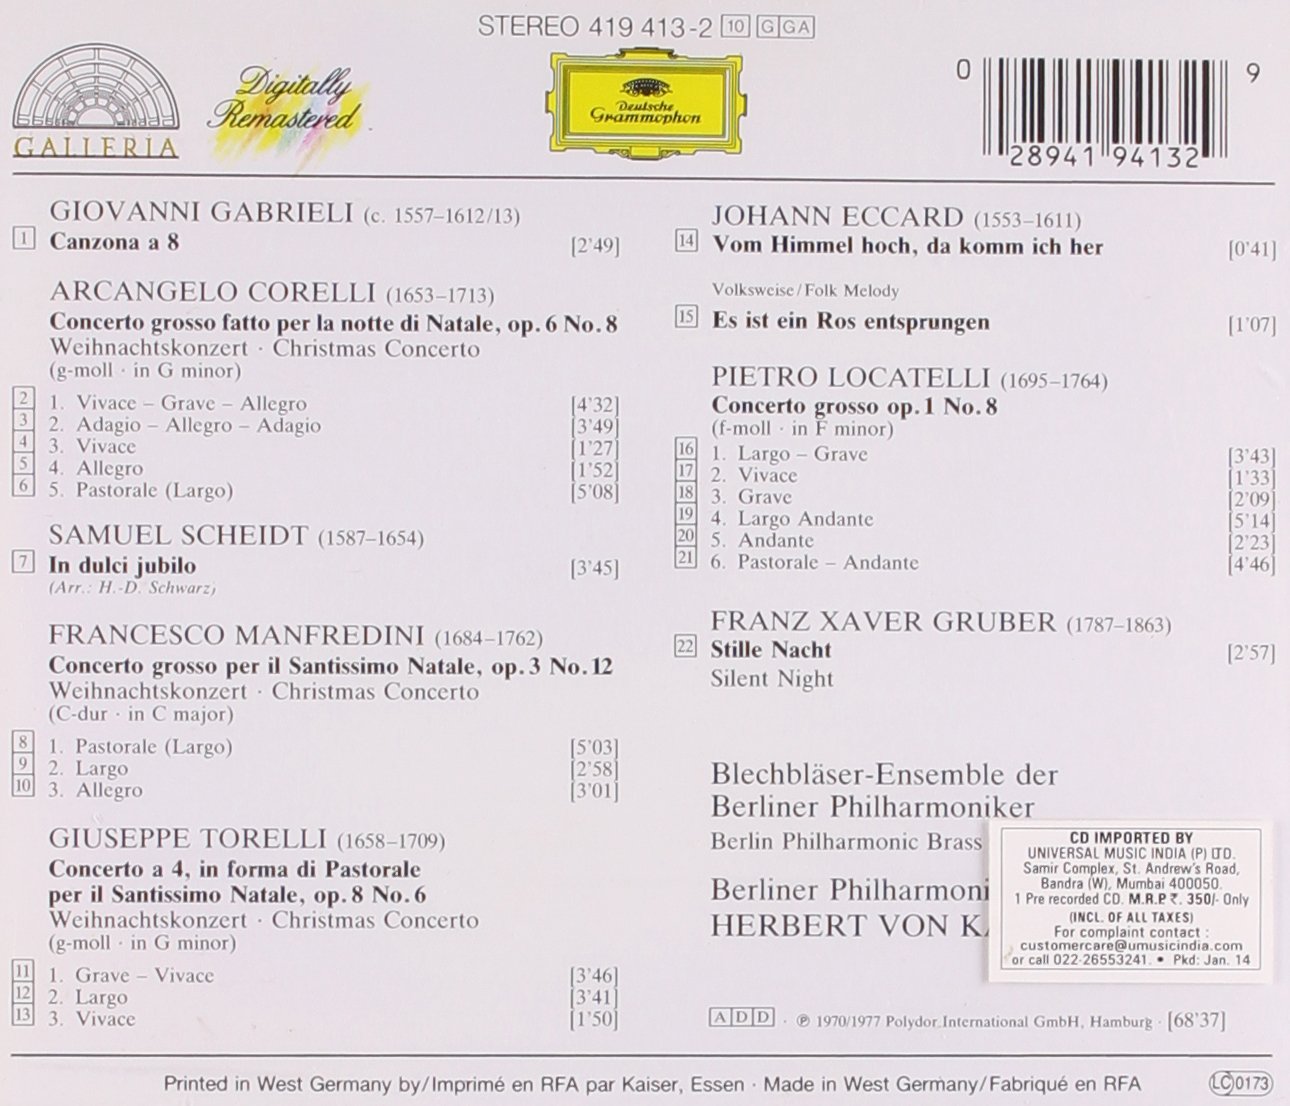 STEREO 419 413-2 10 G GA
GALLERIA
Digitally
Remastered
Deutsche
Grammophon
0 28941 94132 9
GIOVANNI GABRIELI (c. 1557–1612/13)
1 Canzona a 8 [2'49]
ARCANGELO CORELLI (1653–1713)
Concerto grosso fatto per la notte di Natale, op. 6 No. 8
Weihnachtskonzert · Christmas Concerto
(g-moll · in G minor)
2 1. Vivace – Grave – Allegro [4'32]
3 2. Adagio – Allegro – Adagio [3'49]
4 3. Vivace [1'27]
5 4. Allegro [1'52]
6 5. Pastorale (Largo) [5'08]
SAMUEL SCHEIDT (1587–1654)
7 In dulci jubilo [3'45]
(Arr.: H.-D. Schwarz)
FRANCESCO MANFREDINI (1684–1762)
Concerto grosso per il Santissimo Natale, op. 3 No. 12
Weihnachtskonzert · Christmas Concerto
(C-dur · in C major)
8 1. Pastorale (Largo) [5'03]
9 2. Largo [2'58]
10 3. Allegro [3'01]
GIUSEPPE TORELLI (1658–1709)
Concerto a 4, in forma di Pastorale
per il Santissimo Natale, op. 8 No. 6
Weihnachtskonzert · Christmas Concerto
(g-moll · in G minor)
11 1. Grave – Vivace [3'46]
12 2. Largo [3'41]
13 3. Vivace [1'50]
JOHANN ECCARD (1553–1611)
14 Vom Himmel hoch, da komm ich her [0'41]
Volksweise/Folk Melody
15 Es ist ein Ros entsprungen [1'07]
PIETRO LOCATELLI (1695–1764)
Concerto grosso op. 1 No. 8
(f-moll · in F minor)
16 1. Largo – Grave [3'43]
17 2. Vivace [1'33]
18 3. Grave [2'09]
19 4. Largo Andante [5'14]
20 5. Andante [2'23]
21 6. Pastorale – Andante [4'46]
FRANZ XAVER GRUBER (1787–1863)
22 Stille Nacht [2'57]
Silent Night
Blechbläser-Ensemble der
Berliner Philharmoniker
Berlin Philharmonic Brass
Berliner Philharmoni
HERBERT VON KA
CD IMPORTED BY
UNIVERSAL MUSIC INDIA (P) LTD.
Samir Complex, St. Andrew's Road,
Bandra (W), Mumbai 400050.
1 Pre recorded CD. M.R.P ₹. 350/- Only
(INCL. OF ALL TAXES)
For complaint contact :
customercare@umusicindia.com
or call 022-26553241. • Pkd: Jan. 14
ADD · ℗ 1970/1977 Polydor International GmbH, Hamburg · [68'37]
Printed in West Germany by/Imprimé en RFA par Kaiser, Essen · Made in West Germany/Fabriqué en RFA
LC 0173